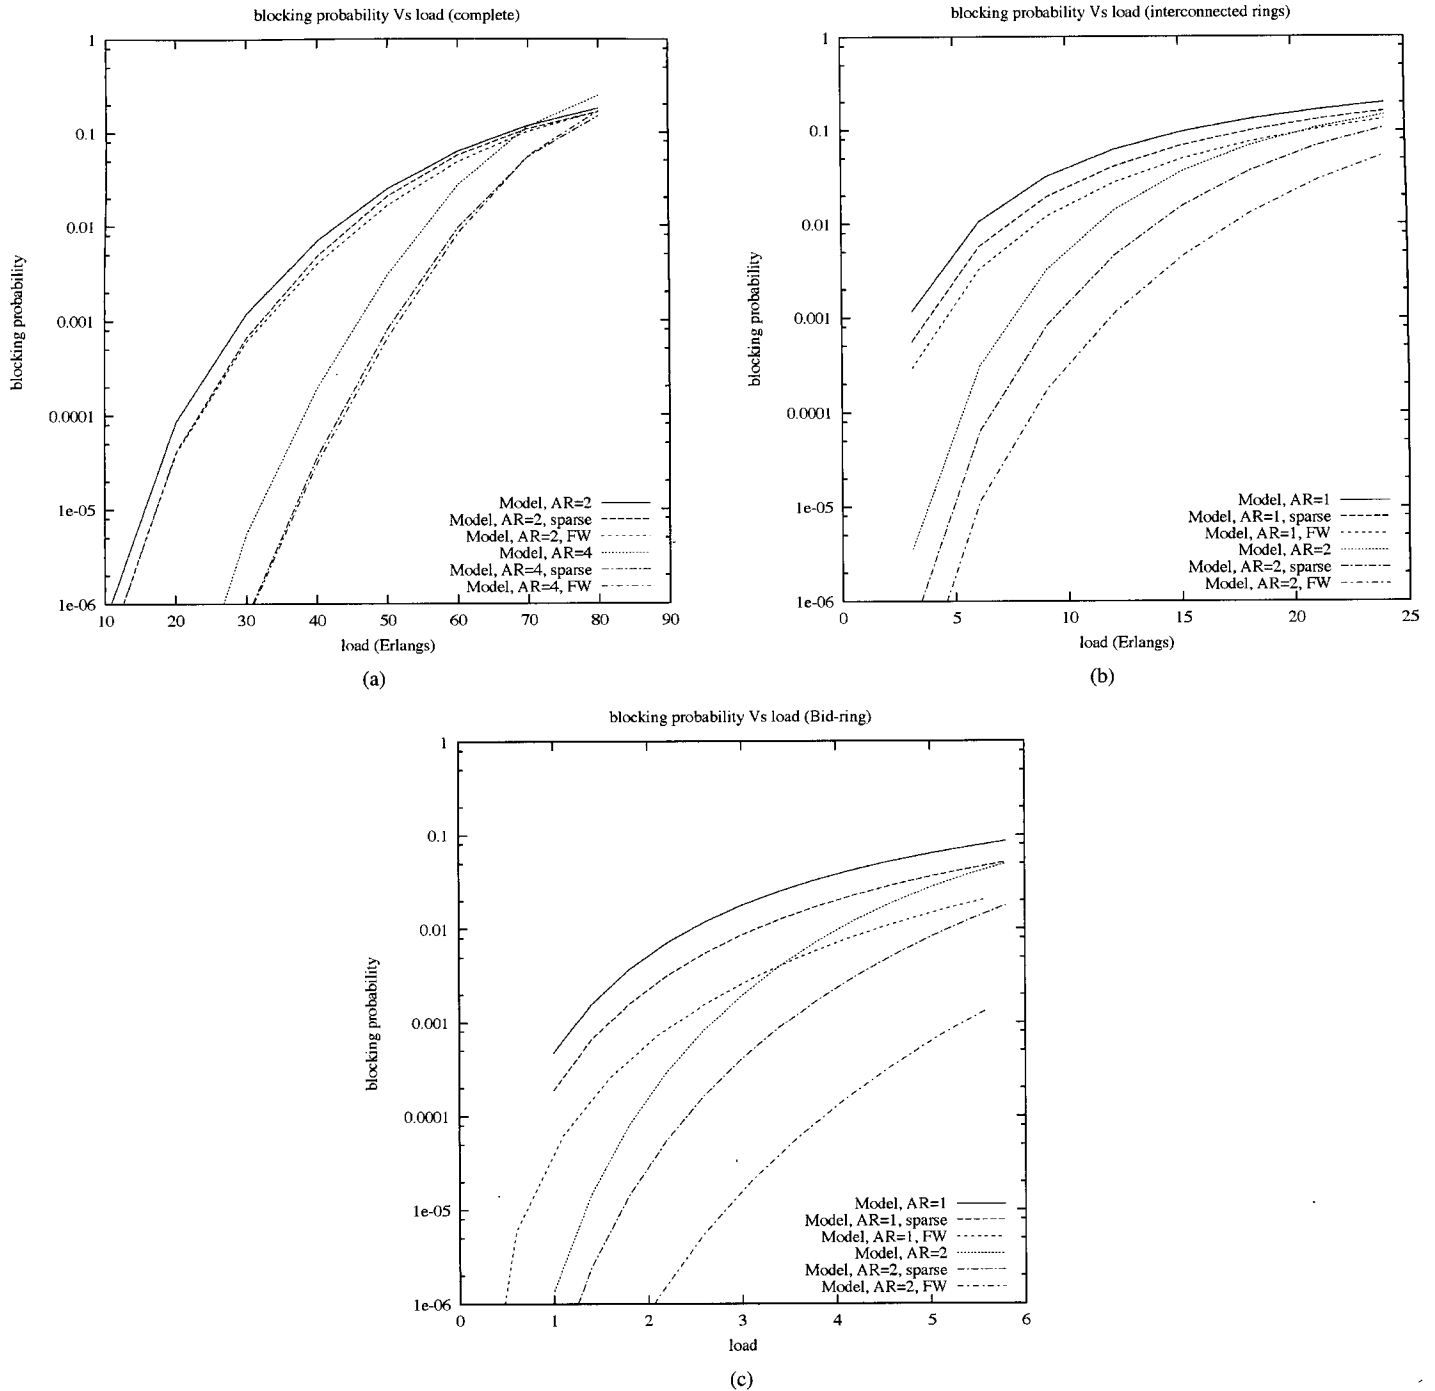 blocking probability Vs load (complete)
1
0.1
0.01
0.001
0.0001
1e-05
1e-06
blocking probability
Model, AR=2
Model, AR=2, sparse
Model, AR=2, FW
Model, AR=4
Model, AR=4, sparse
Model, AR=4, FW
10 20 30 40 50 60 70 80 90
load (Erlangs)
(a)
blocking probability Vs load (interconnected rings)
1
0.1
0.01
0.001
0.0001
1e-05
1e-06
blocking probability
Model, AR=1
Model, AR=1, sparse
Model, AR=1, FW
Model, AR=2
Model, AR=2, sparse
Model, AR=2, FW
0 5 10 15 20 25
load (Erlangs)
(b)
blocking probability Vs load (Bid-ring)
1
0.1
0.01
0.001
0.0001
1e-05
1e-06
blocking probability
Model, AR=1
Model, AR=1, sparse
Model, AR=1, FW
Model, AR=2
Model, AR=2, sparse
Model, AR=2, FW
0 1 2 3 4 5 6
load
(c)